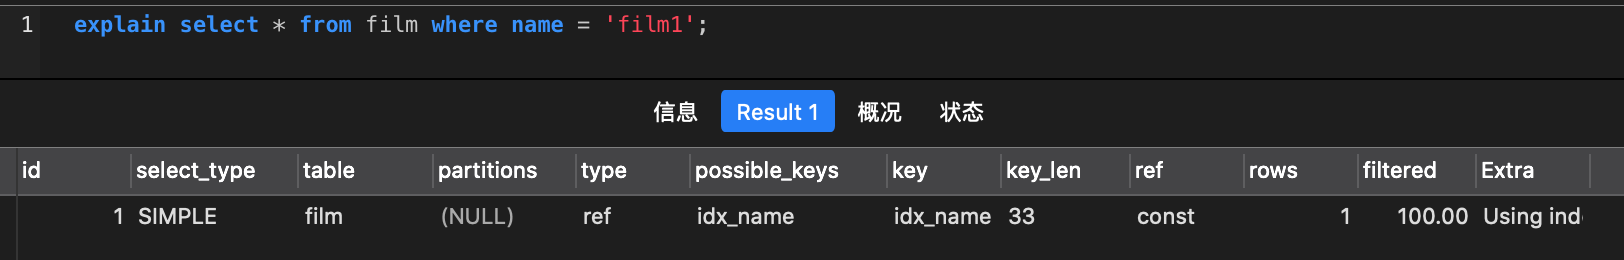 1 explain select * from film where name = 'film1';
信息 Result 1 概况 状态
id select_type table partitions type possible_keys key key_len ref rows filtered Extra
1 SIMPLE film (NULL) ref idx_name idx_name 33 const 1 100.00 Using ind